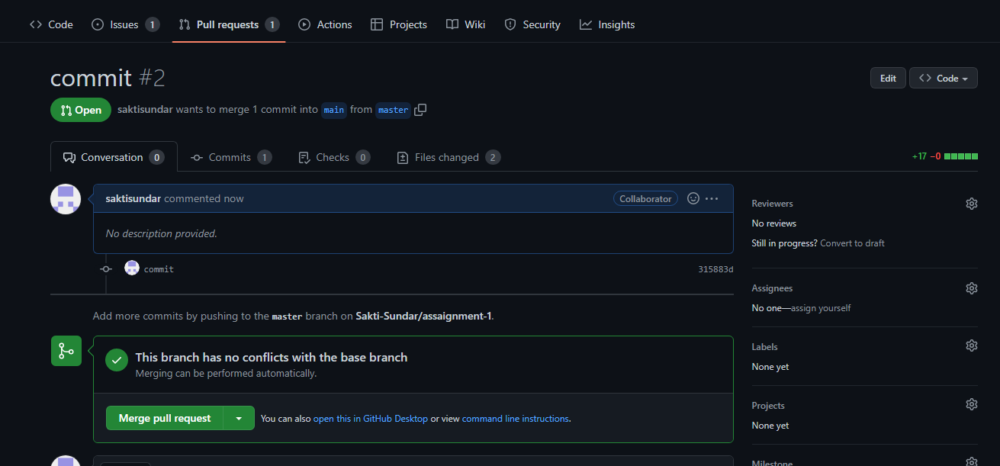 Code Issues 1 Pull requests 1 Actions Projects Wiki Security Insights
commit #2
Edit Code
Open saktisundar wants to merge 1 commit into main from master
Conversation 0 Commits 1 Checks 0 Files changed 2 +17 −0
saktisundar commented now Collaborator
No description provided.
commit 315883d
Add more commits by pushing to the master branch on Sakti-Sundar/assaignment-1.
This branch has no conflicts with the base branch
Merging can be performed automatically.
Merge pull request You can also open this in GitHub Desktop or view command line instructions.
Reviewers
No reviews
Still in progress? Convert to draft
Assignees
No one—assign yourself
Labels
None yet
Projects
None yet
Milestone